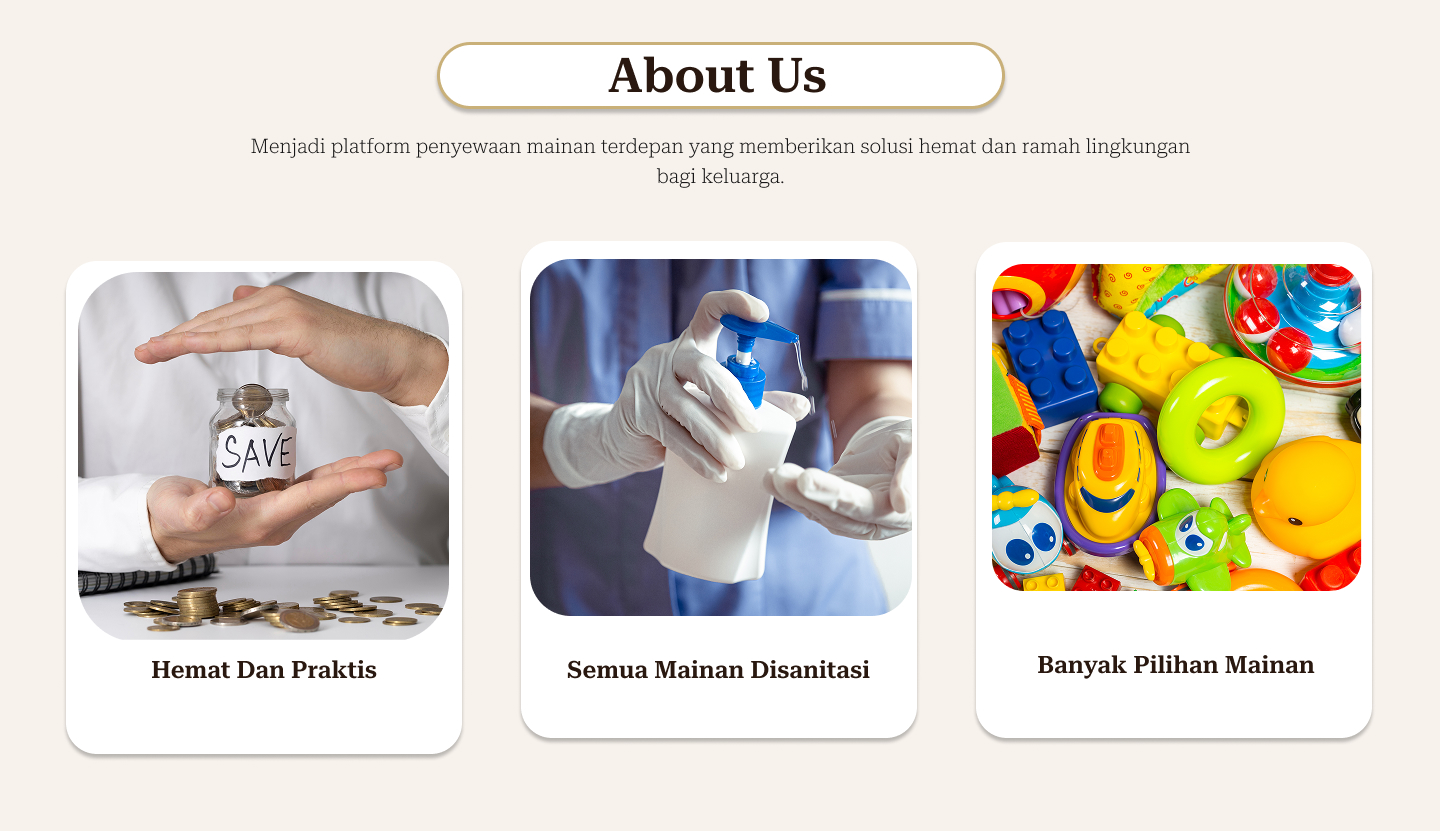 About Us
Menjadi platform penyewaan mainan terdepan yang memberikan solusi hemat dan ramah lingkungan
bagi keluarga.
SAVE
Hemat Dan Praktis
Semua Mainan Disanitasi
Banyak Pilihan Mainan